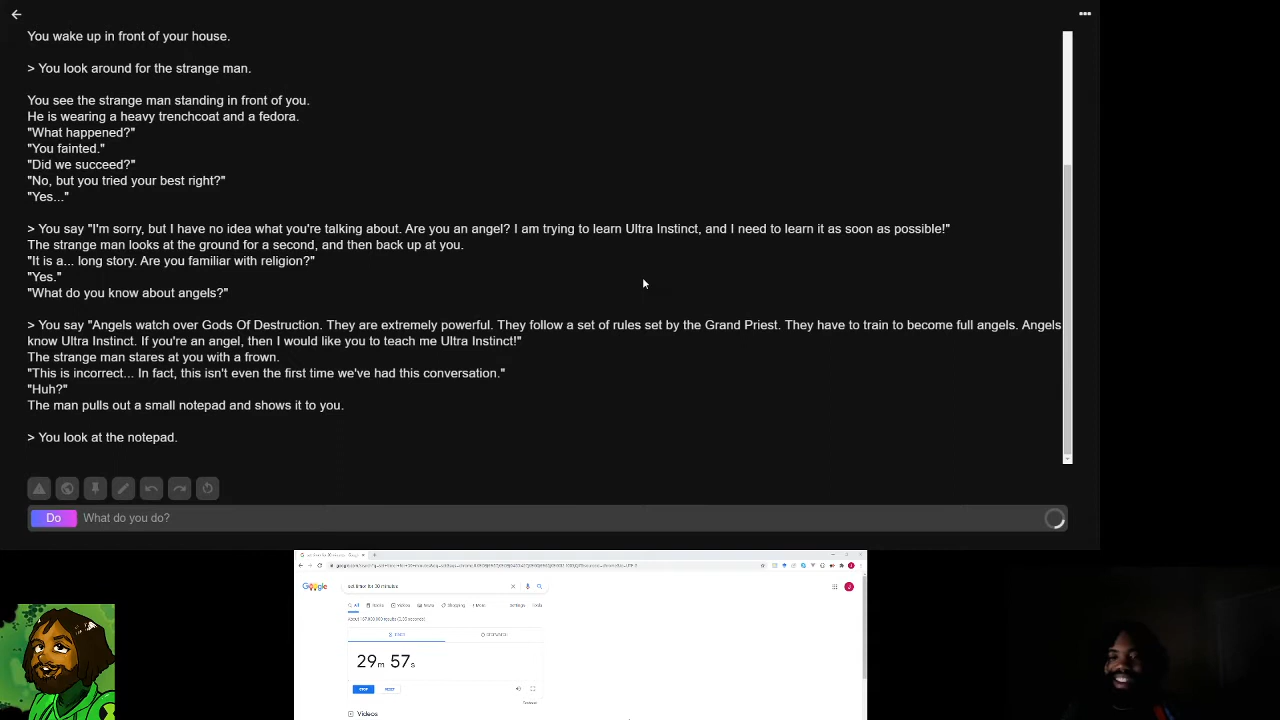 You wake up in front of your house.
> You look around for the strange man.
You see the strange man standing in front of you.
He is wearing a heavy trenchcoat and a fedora.
"What happened?"
"You fainted."
"Did we succeed?"
"No, but you tried your best right?"
"Yes..."
> You say "I'm sorry, but I have no idea what you're talking about. Are you an angel? I am trying to learn Ultra Instinct, and I need to learn it as soon as possible!"
The strange man looks at the ground for a second, and then back up at you.
"It is a... long story. Are you familiar with religion?"
"Yes."
"What do you know about angels?"
> You say "Angels watch over Gods Of Destruction. They are extremely powerful. They follow a set of rules set by the Grand Priest. They have to train to become full angels. Angels
know Ultra Instinct. If you're an angel, then I would like you to teach me Ultra Instinct!"
The strange man stares at you with a frown.
"This is incorrect... In fact, this isn't even the first time we've had this conversation."
"Huh?"
The man pulls out a small notepad and shows it to you.
> You look at the notepad.
Do What do you do?
Google
All Videos Shopping More Settings
29m 57s
STOP RESET
Videos